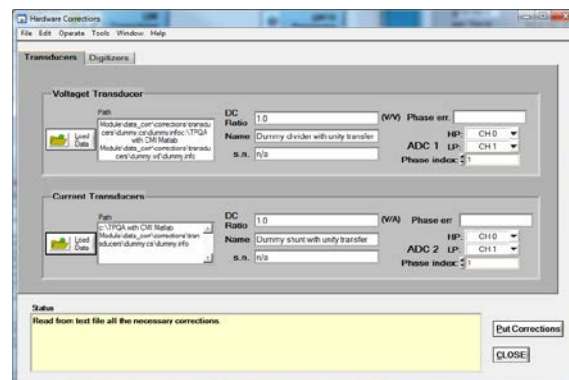 Hardware Corrections
File Edit Operate Tools Window Help
Transducers Digitizers
Voltaget Transducer
Path
Module\data_corr\corrections\transdu
cers\dummy.cs\dummy.infoc:\TPQA
with CMI Matlab
Module\data_corr\corrections\transdu
cers\dummy vd\dummy.info
Load
Data
DC
Ratio
1.0
(V/V) Phase err.
Name Dummy divider with unity transfer
s.n. n/a
HP: CH 0
ADC 1 LP: CH 1
Phase index: 1
Current Transducers
Path
c:\TPQA with CMI Matlab
Module\data_corr\corrections\tran
sducers\dummy.cs\dummy.info
Load
Data
DC
Ratio
1.0
(V/A) Phase err
Name Dummy shunt with unity transfer
s.n. n/a
HP: CH 0
ADC 2 LP: CH 1
Phase index: 1
Status
Read from text file all the necessary corrections.
Put Corrections
CLOSE